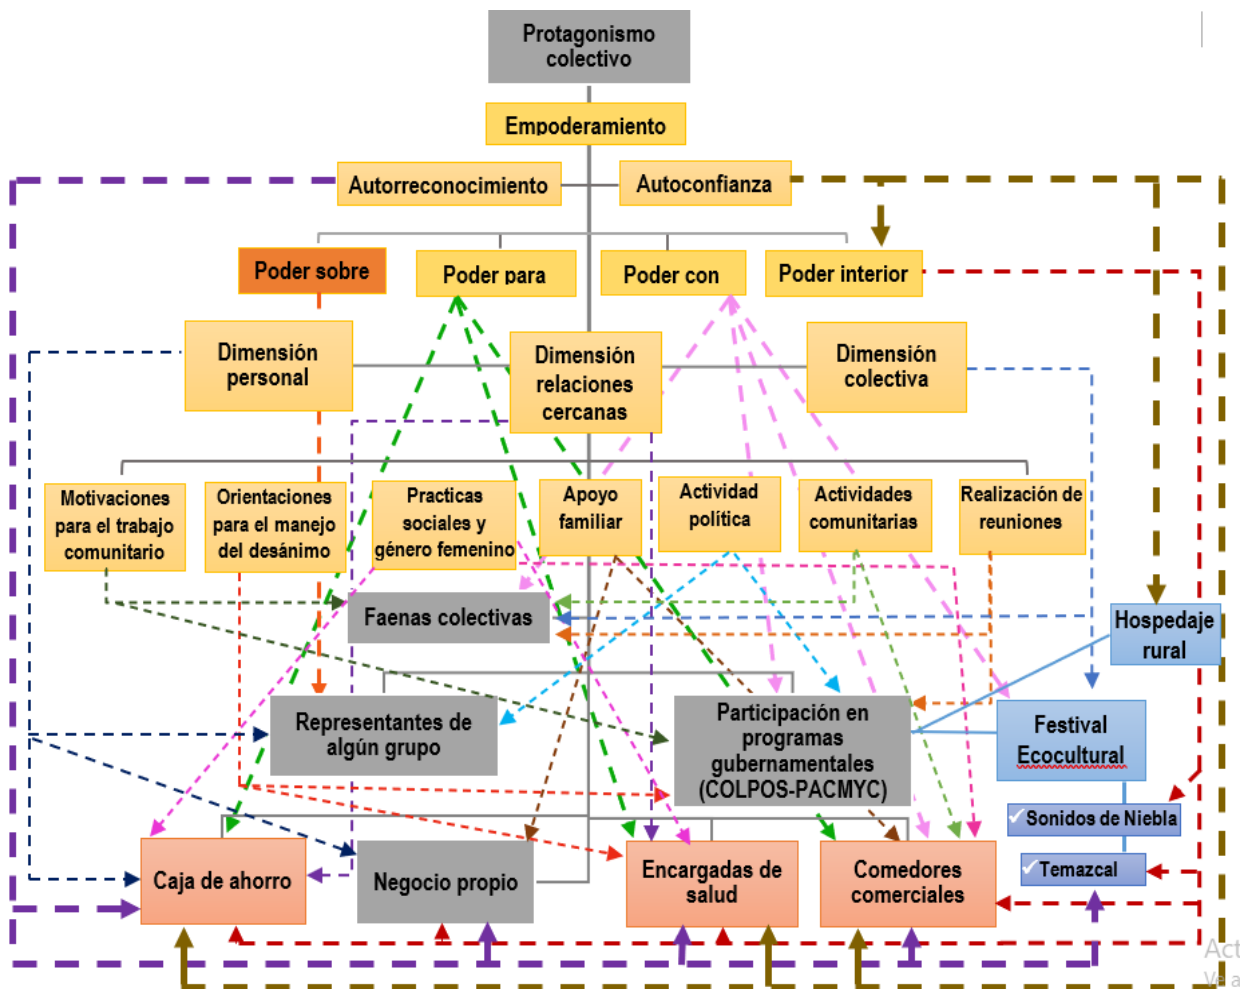 Protagonismo
colectivo
Empoderamiento
Autorreconocimiento
Autoconfianza
Poder sobre
Poder para
Poder con
Poder interior
Dimensión
personal
Dimensión
relaciones
cercanas
Dimensión
colectiva
Motivaciones
para el trabajo
comunitario
Orientaciones
para el manejo
del desánimo
Practicas
sociales y
género femenino
Apoyo
familiar
Actividad
política
Actividades
comunitarias
Realización de
reuniones
Faenas colectivas
Hospedaje
rural
Representantes de
algún grupo
Participación en
programas
gubernamentales
(COLPOS-PACMYC)
Festival
Ecocultural
✓Sonidos de Niebla
✓Temazcal
Caja de ahorro
Negocio propio
Encargadas de
salud
Comedores
comerciales
Act
Ve a